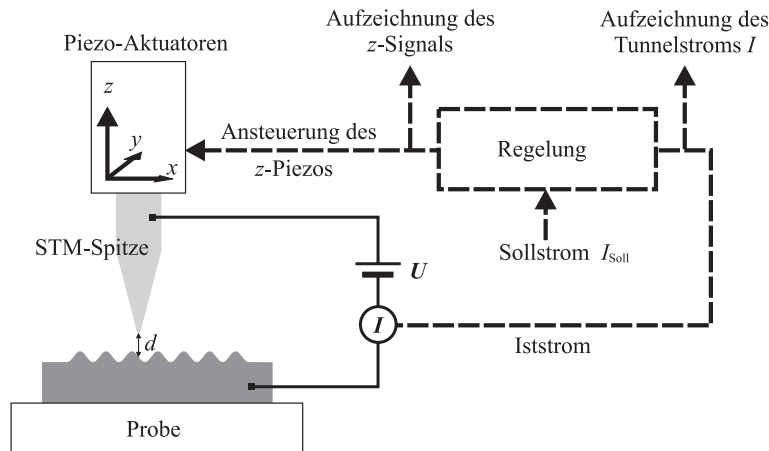 Aufzeichnung des
z-Signals
Aufzeichnung des
Tunnelstroms I
Piezo-Aktuatoren
z
y
x
Ansteuerung des
z-Piezos
Regelung
STM-Spitze
Sollstrom I_Soll
U
I
d
Iststrom
Probe